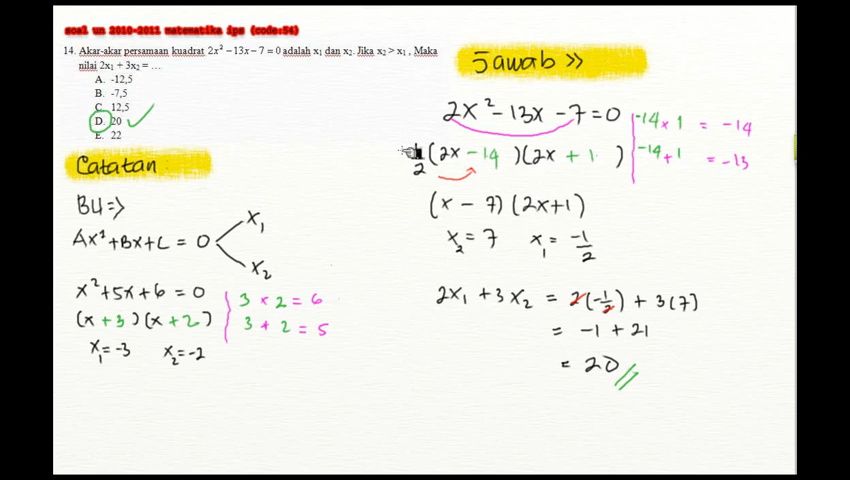 soal un 2010-2011 matematika ips (code:54)
14. Akar-akar persamaan kuadrat 2x² – 13x – 7 = 0 adalah x₁ dan x₂. Jika x₂ > x₁ , Maka
nilai 2x₁ + 3x₂ = …
A. -12,5
B. -7,5
C. 12,5
D. 20
E. 22
Catatan
BU =>
Ax² + Bx + C = 0
x₁
x₂
x² + 5x + 6 = 0
(x + 3)(x + 2)
x₁ = -3 x₂ = -2
3 x 2 = 6
3 + 2 = 5
Jawab >>
2x² - 13x - 7 = 0
1/2 (2x - 14 )(2x + 1 )
-14 x 1 = -14
-14 + 1 = -13
(x - 7)(2x+1)
x₂ = 7 x₁ = -1/2
2x₁ + 3x₂ = 2(-1/2) + 3(7)
= -1 + 21
= 20